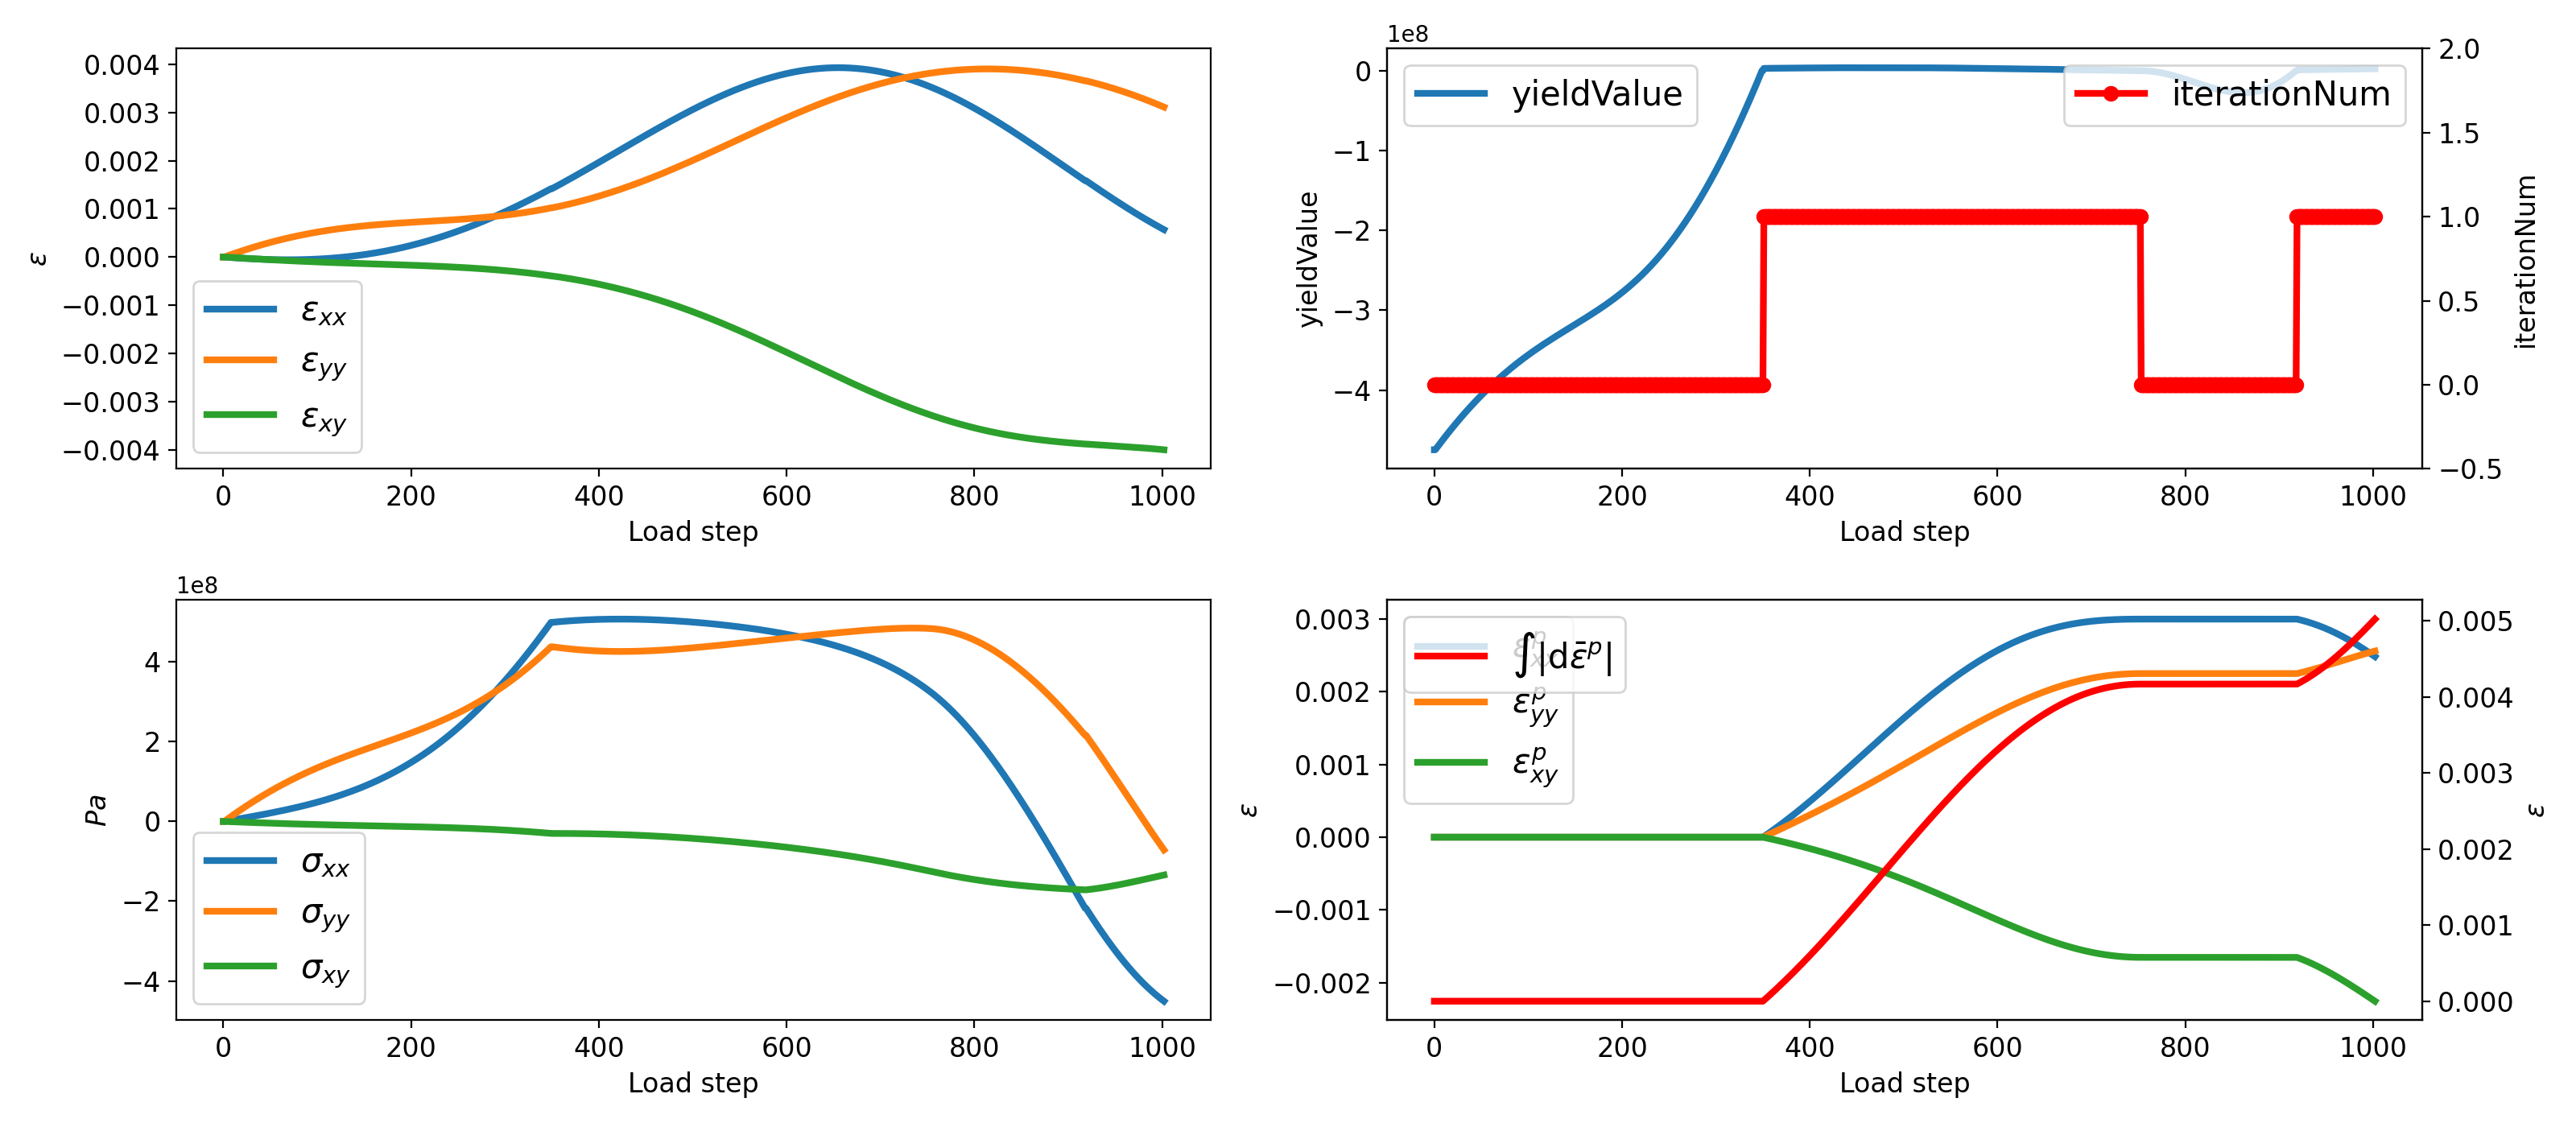 0.004
0.003
0.002
0.001
0.000
−0.001
−0.002
−0.003
−0.004
ε
εxx
εyy
εxy
0 200 400 600 800 1000
Load step
1e8
0
−1
−2
−3
−4
yieldValue
yieldValue
iterationNum
2.0
1.5
1.0
0.5
0.0
−0.5
iterationNum
0 200 400 600 800 1000
Load step
1e8
4
2
0
−2
−4
Pa
σxx
σyy
σxy
0 200 400 600 800 1000
Load step
0.003
0.002
0.001
0.000
−0.001
−0.002
ε
εᵖxx
∫|dε̄ᵖ|
εᵖyy
εᵖxy
0.005
0.004
0.003
0.002
0.001
0.000
ε
0 200 400 600 800 1000
Load step